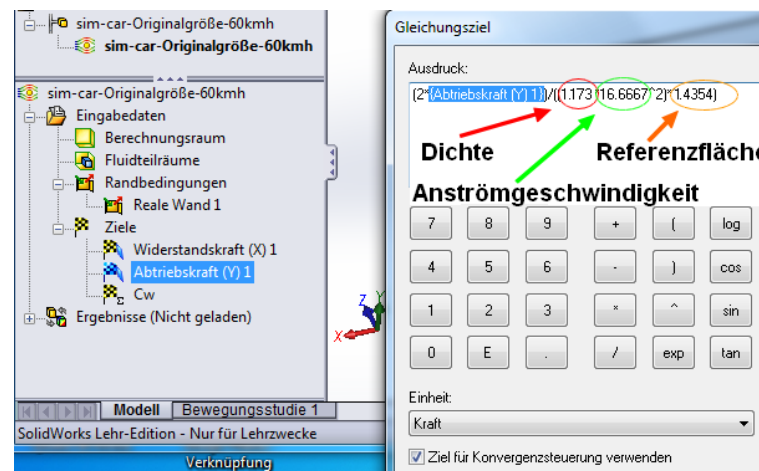 sim-car-Originalgröße-60kmh
sim-car-Originalgröße-60kmh
sim-car-Originalgröße-60kmh
Eingabedaten
Berechnungsraum
Fluidteilräume
Randbedingungen
Reale Wand 1
Ziele
Widerstandskraft (X) 1
Abtriebskraft (Y) 1
Cw
Ergebnisse (Nicht geladen)
Z
Y
X
Modell
Bewegungsstudie 1
SolidWorks Lehr-Edition - Nur für Lehrzwecke
Verknüpfung
Gleichungsziel
Ausdruck:
(2*{Abtriebskraft (Y) 1})/((1.173*16.6667^2)*1.4354)
Dichte
Referenzfläche
Anströmgeschwindigkeit
7 8 9 + ( log
4 5 6 - ) cos
1 2 3 * ^ sin
0 E . / exp tan
Einheit:
Kraft
Ziel für Konvergenzsteuerung verwenden